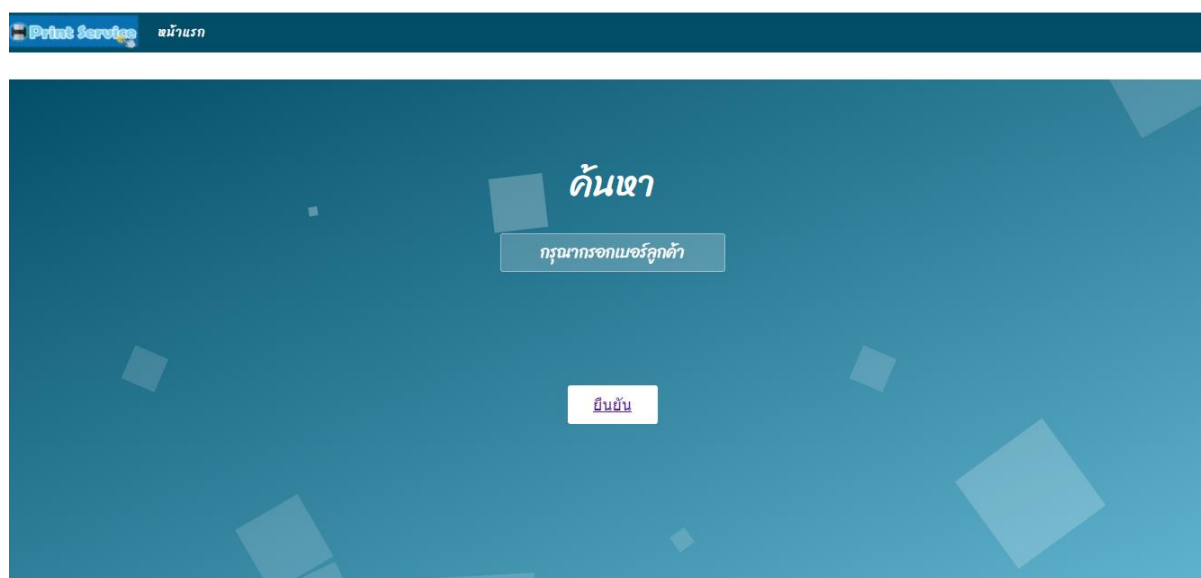 Print Service
หน้าแรก
ค้นหา
กรุณากรอกเบอร์ลูกค้า
ยืนยัน